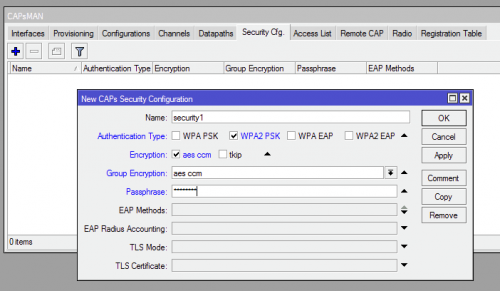 CAPsMAN
Interfaces Provisioning Configurations Channels Datapaths Security Cfg. Access List Remote CAP Radio Registration Table
Name / Authentication Type Encryption Group Encryption Passphrase EAP Methods
New CAPs Security Configuration
Name: security1 OK
Authentication Type: WPA PSK WPA2 PSK WPA EAP WPA2 EAP Cancel
Encryption: aes ccm tkip Apply
Group Encryption: aes ccm Comment
Passphrase: ******** Copy
EAP Methods: Remove
EAP Radius Accounting:
TLS Mode:
TLS Certificate:
0 items